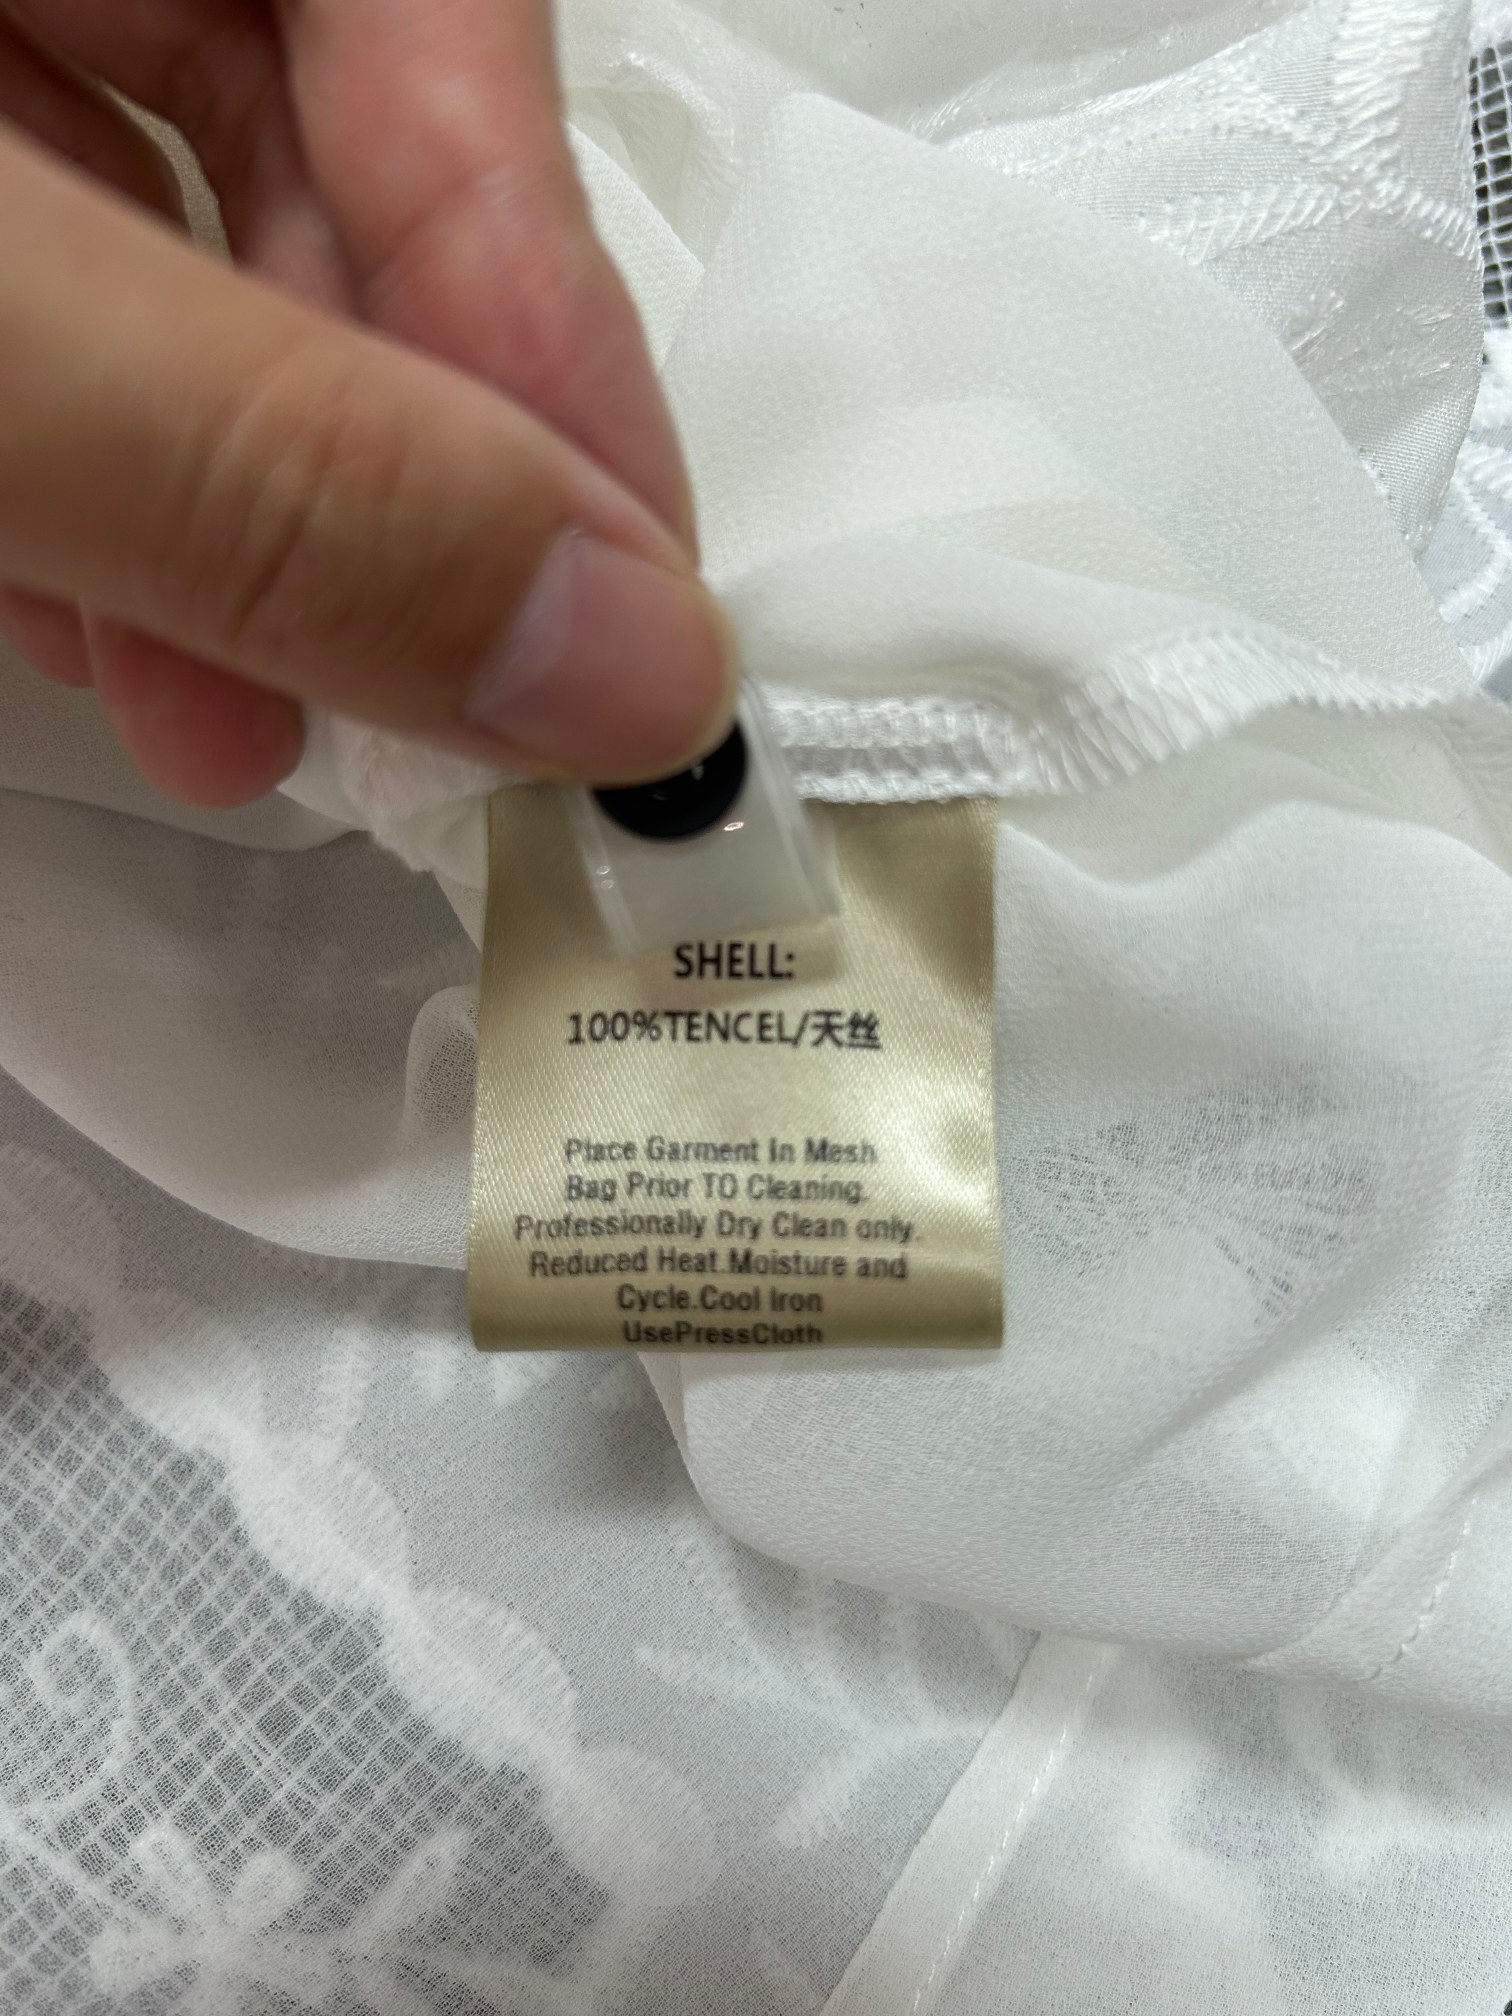 SHELL:
100%TENCEL/天丝
Place Garment In Mesh
Bag Prior TO Cleaning.
Professionally Dry Clean only.
Reduced Heat.Moisture and
Cycle.Cool Iron
UsePressCloth